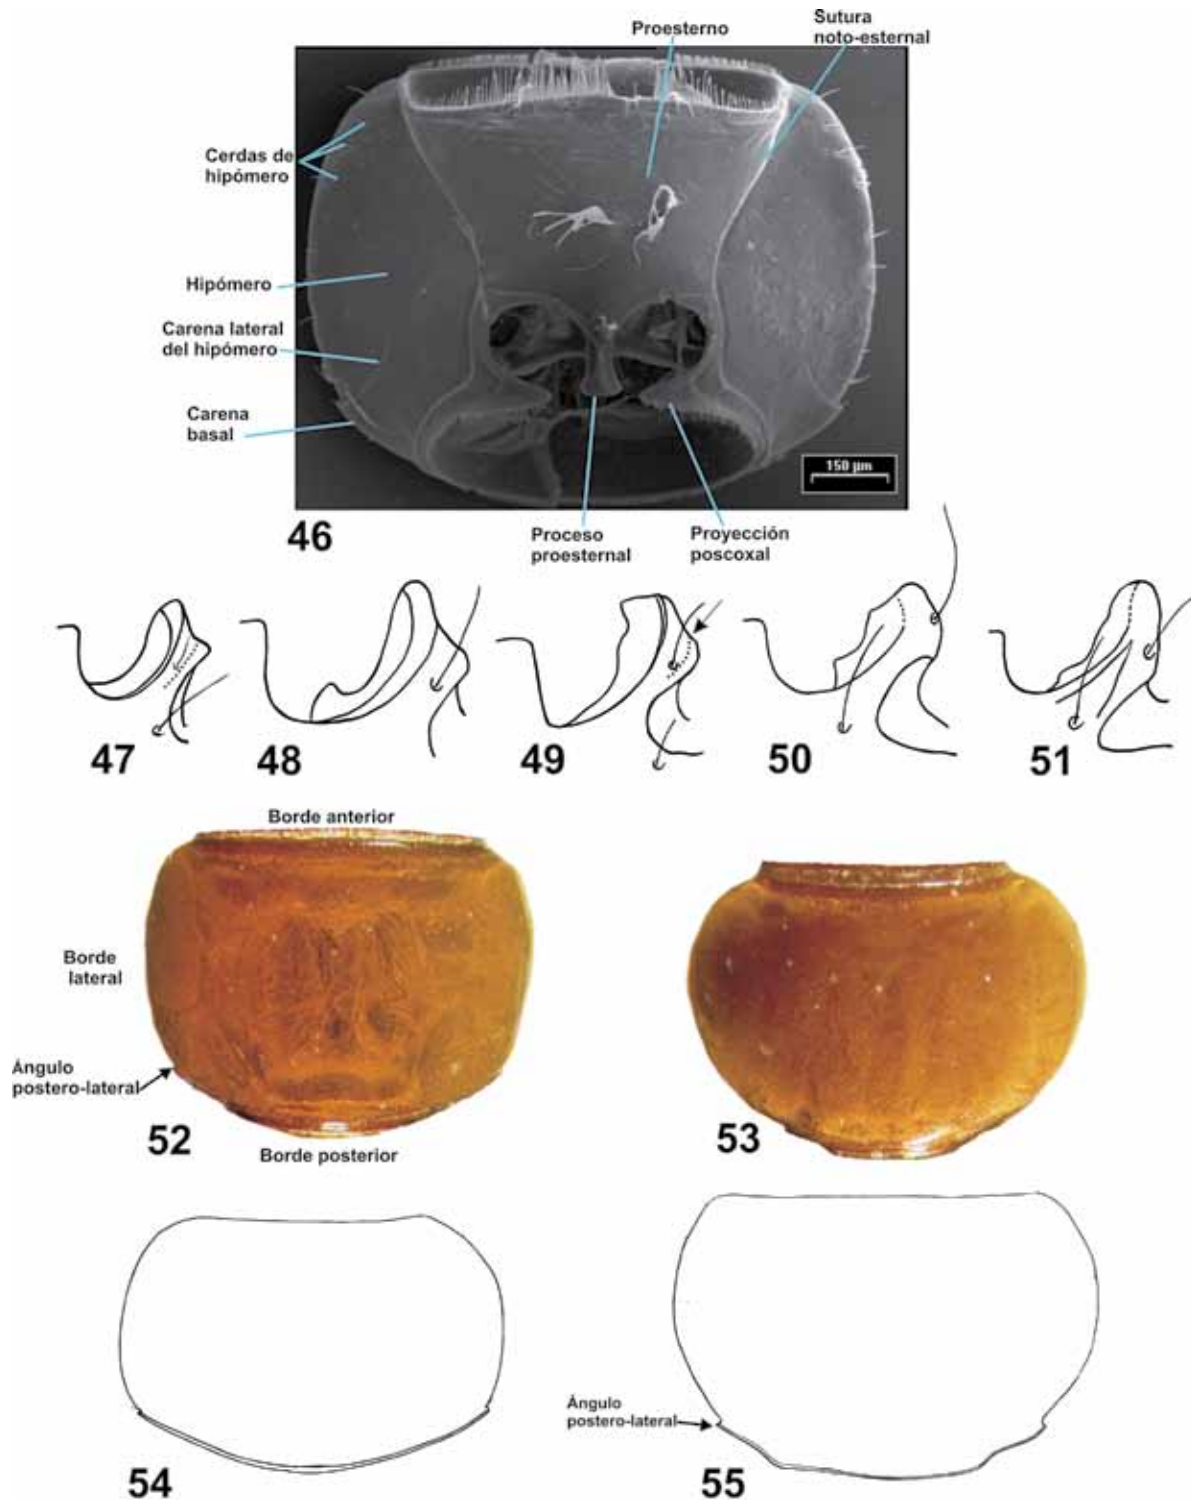 Proesterno
Sutura
noto-esternal
Cerdas de
hipómero
Hipómero
Carena lateral
del hipómero
Carena
basal
150 µm
46
Proceso
proesternal
Proyección
poscoxal
47
48
49
50
51
Borde anterior
Borde
lateral
Ángulo
postero-lateral
52
Borde posterior
53
54
Ángulo
postero-lateral
55